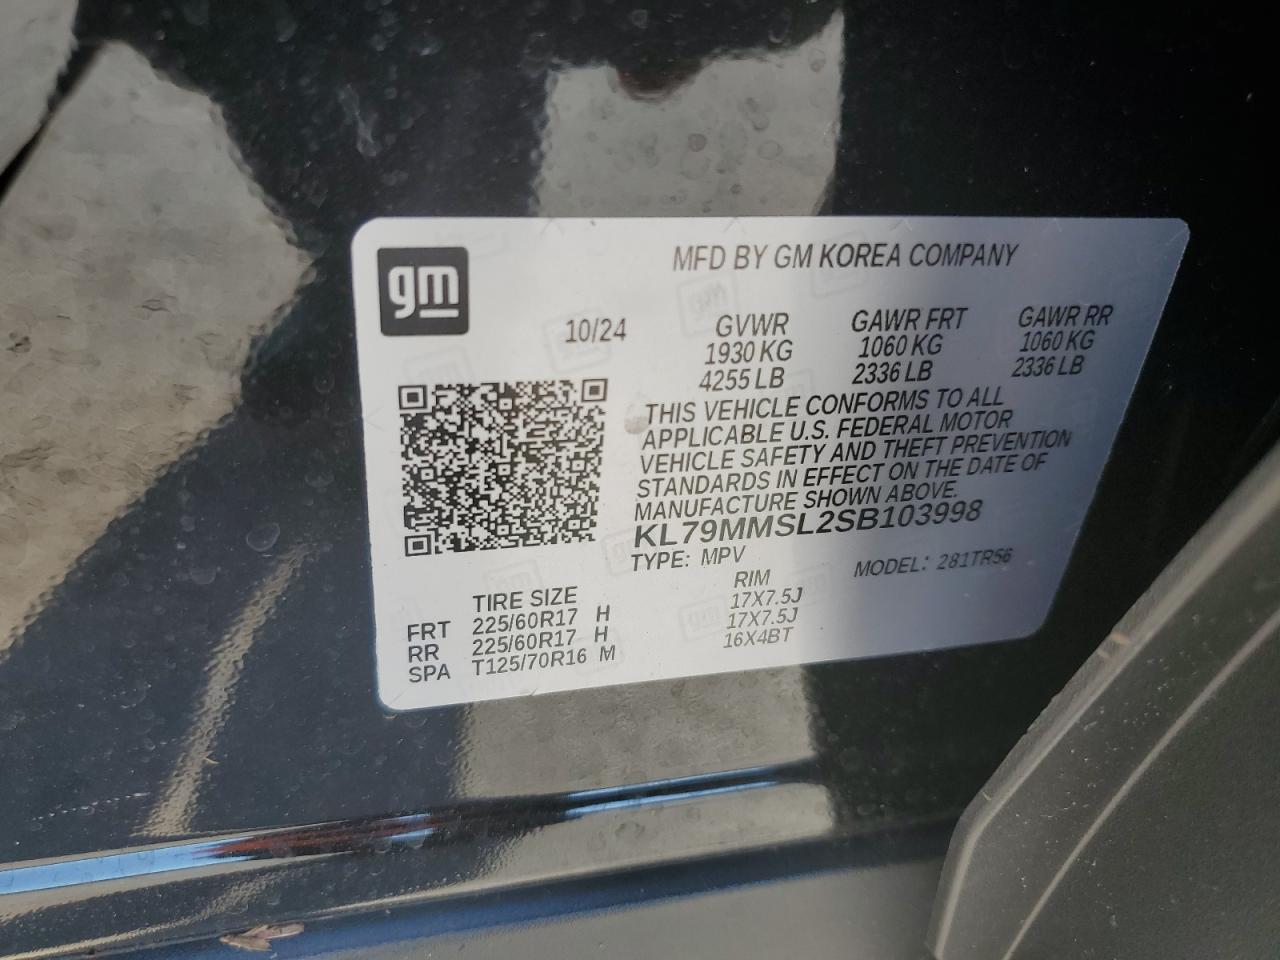 gm
MFD BY GM KOREA COMPANY
10/24 GVWR GAWR FRT GAWR RR
1930 KG 1060 KG 1060 KG
4255 LB 2336 LB 2336 LB
THIS VEHICLE CONFORMS TO ALL
APPLICABLE U.S. FEDERAL MOTOR
VEHICLE SAFETY AND THEFT PREVENTION
STANDARDS IN EFFECT ON THE DATE OF
MANUFACTURE SHOWN ABOVE.
KL79MMSL2SB103998
TYPE: MPV MODEL: 281TR56
TIRE SIZE RIM
FRT 225/60R17 H 17X7.5J
RR 225/60R17 H 17X7.5J
SPA T125/70R16 M 16X4BT